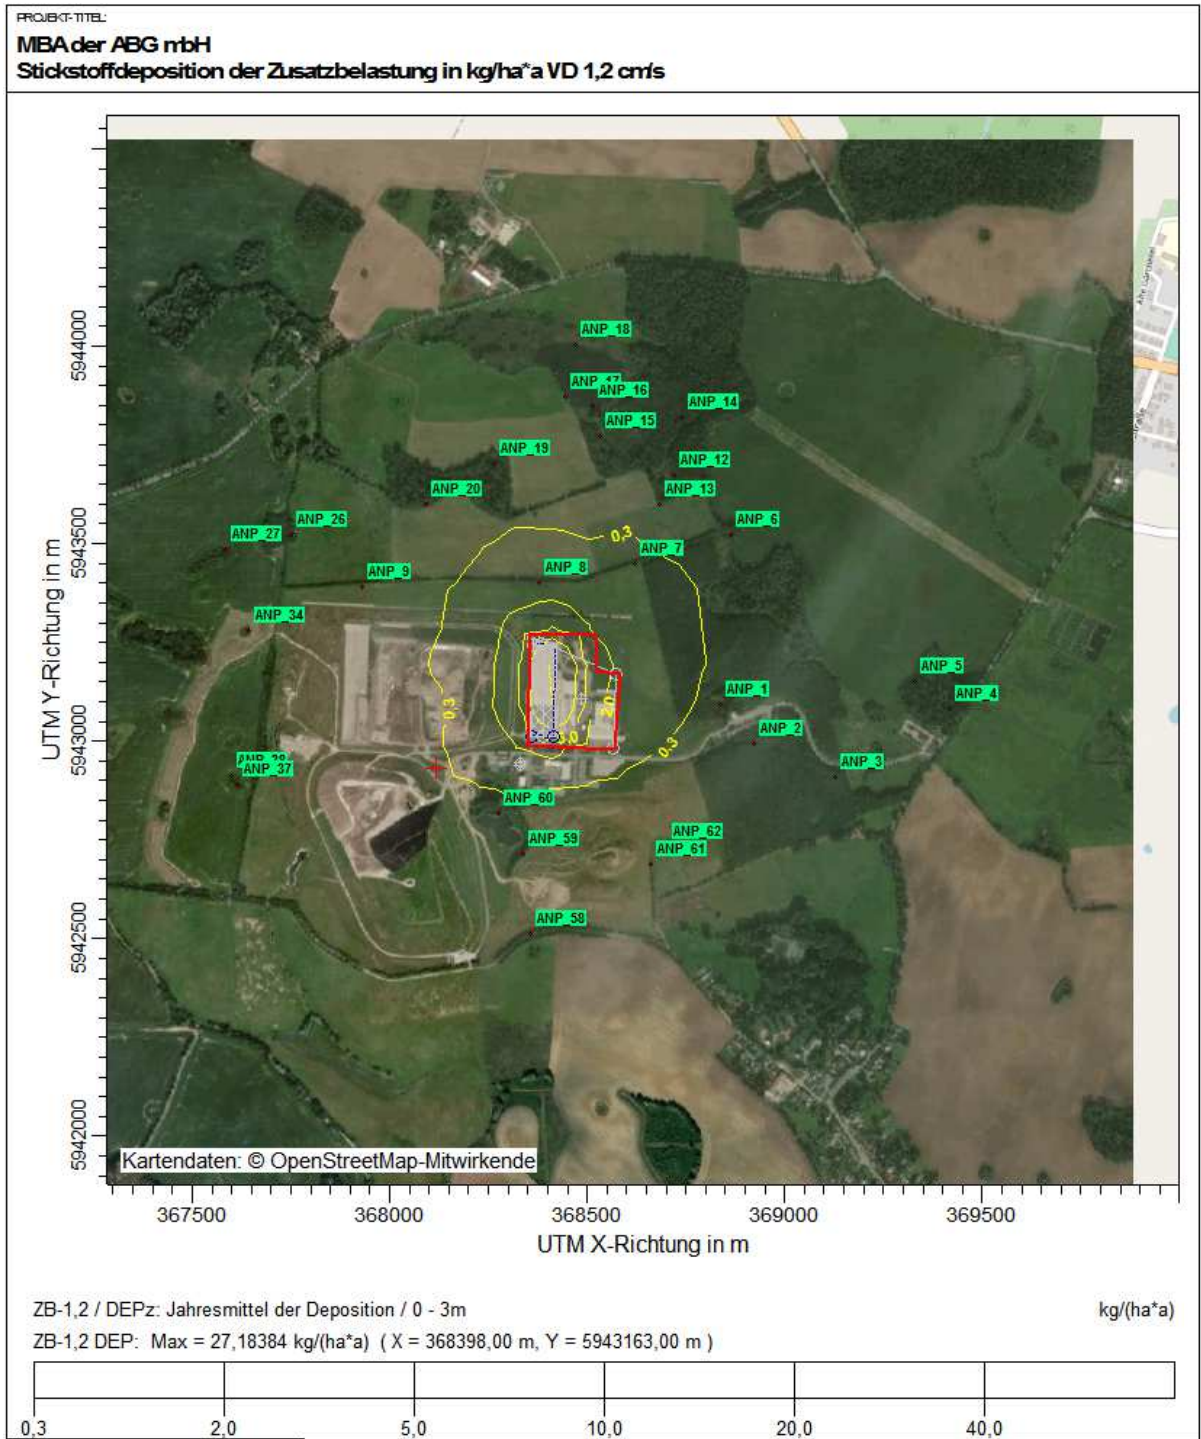 PROJEKT-TITEL:
MBA der ABG mbH
Stickstoffdeposition der Zusatzbelastung in kg/ha*a VD 1,2 cm/s
UTM Y-Richtung in m
5944000
5943500
5943000
5942500
5942000
ANP_18
ANP_17
ANP_16
ANP_14
ANP_15
ANP_19
ANP_12
ANP_20
ANP_13
ANP_26
ANP_6
ANP_27
0,3
ANP_7
ANP_8
ANP_9
ANP_34
ANP_5
ANP_1
ANP_4
0,3
2,0
ANP_2
5,0
0,3
ANP_3
ANP_37
ANP_60
ANP_59
ANP_62
ANP_61
ANP_58
Kartendaten: © OpenStreetMap-Mitwirkende
367500 368000 368500 369000 369500
UTM X-Richtung in m
ZB-1,2 / DEPz: Jahresmittel der Deposition / 0 - 3m kg/(ha*a)
ZB-1,2 DEP: Max = 27,18384 kg/(ha*a) ( X = 368398,00 m, Y = 5943163,00 m )
0,3 2,0 5,0 10,0 20,0 40,0